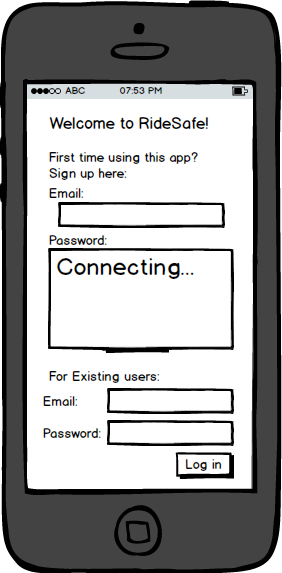 ABC 07:53 PM
Welcome to RideSafe!
First time using this app?
Sign up here:
Email:
Password:
Connecting...
For Existing users:
Email:
Password:
Log in